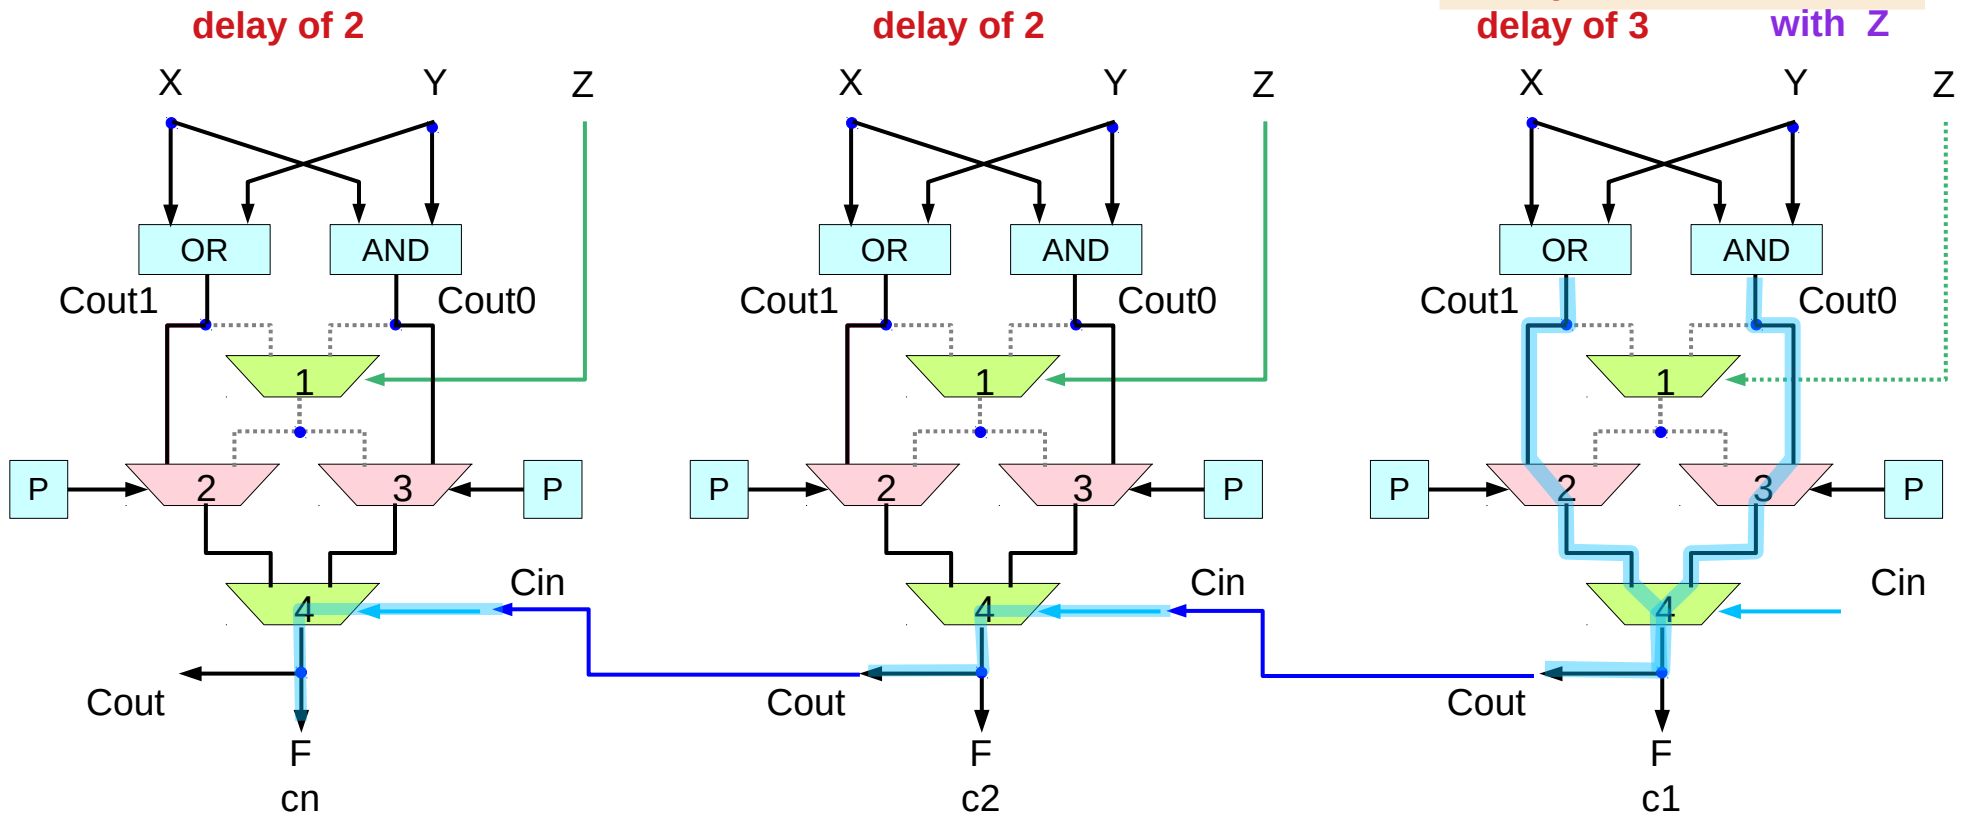 delay of 2
delay of 2
delay of 3
with Z
X Y Z
X Y Z
X Y Z
OR AND
OR AND
OR AND
Cout1 Cout0
Cout1 Cout0
Cout1 Cout0
1
1
1
P 2 3 P
P 2 3 P
P 2 3 P
4 Cin
4 Cin
4 Cin
Cout
Cout
Cout
F
F
F
cn
c2
c1